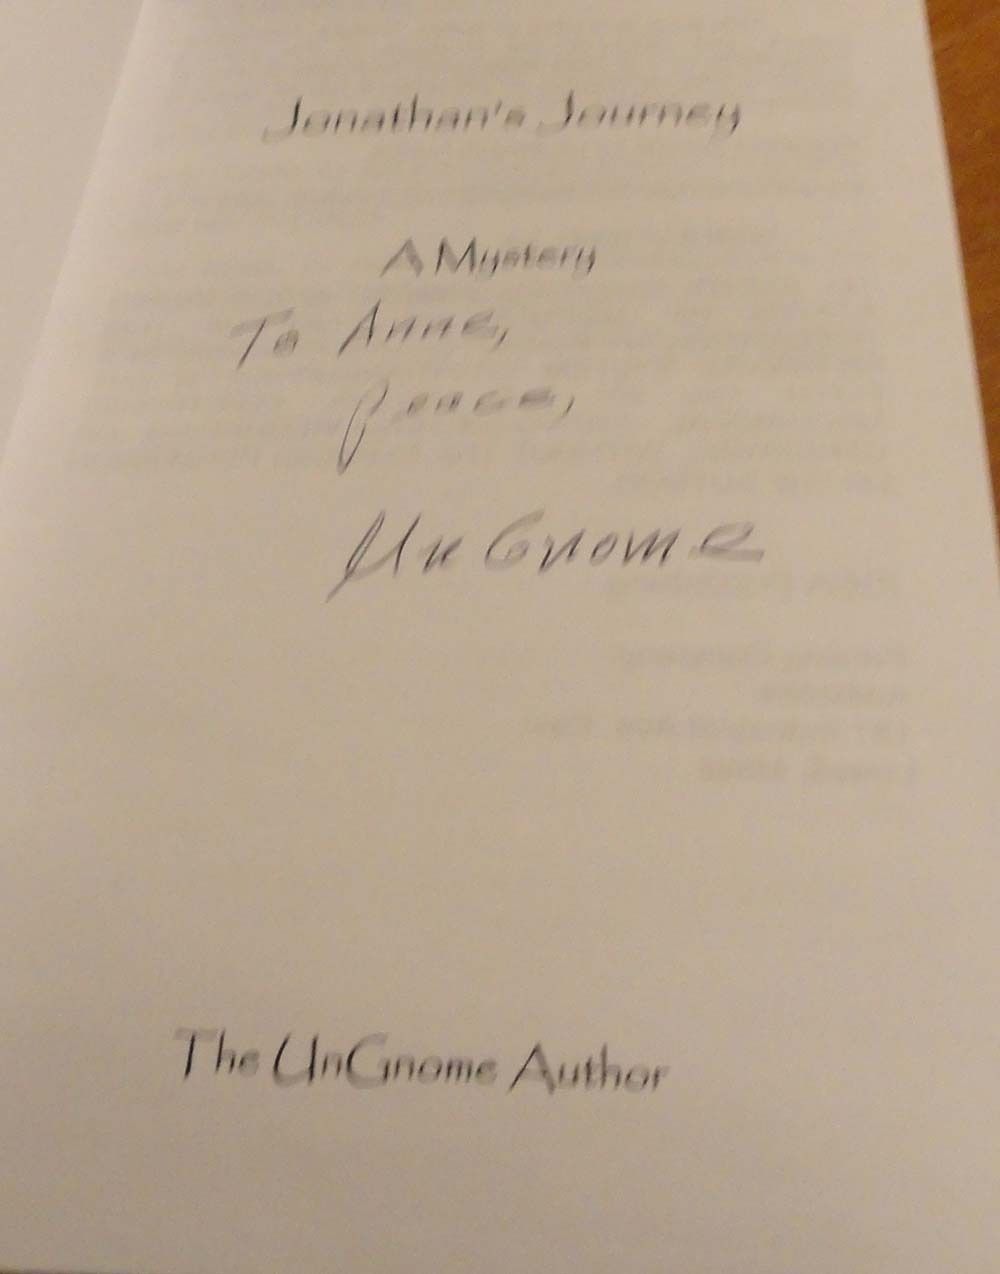 Jonathan's Journey
A Mystery
To Anne,
Peace,
UnGnome
The UnGnome Author